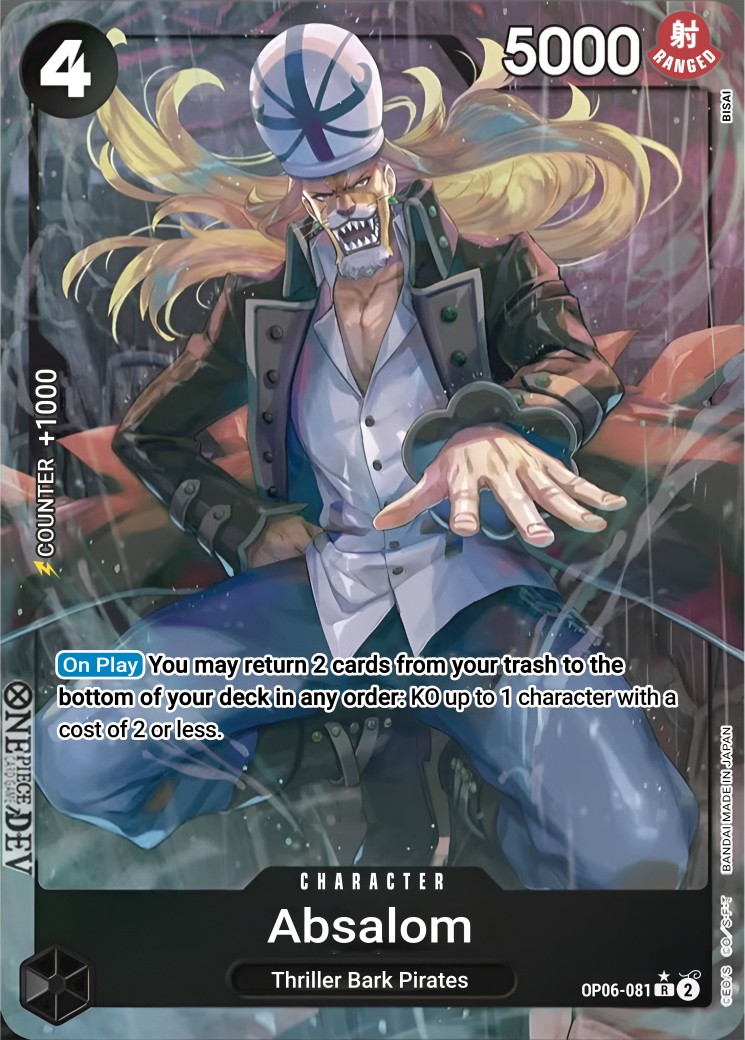 4
5000
射
RANGED
BISAI
COUNTER +1000
On Play You may return 2 cards from your trash to the
bottom of your deck in any order: K0 up to 1 character with a
cost of 2 or less.
ONE PIECE
CARD GAME
/DEV
BANDAI MADE IN JAPAN
CHARACTER
Absalom
Thriller Bark Pirates
OP06-081 R 2